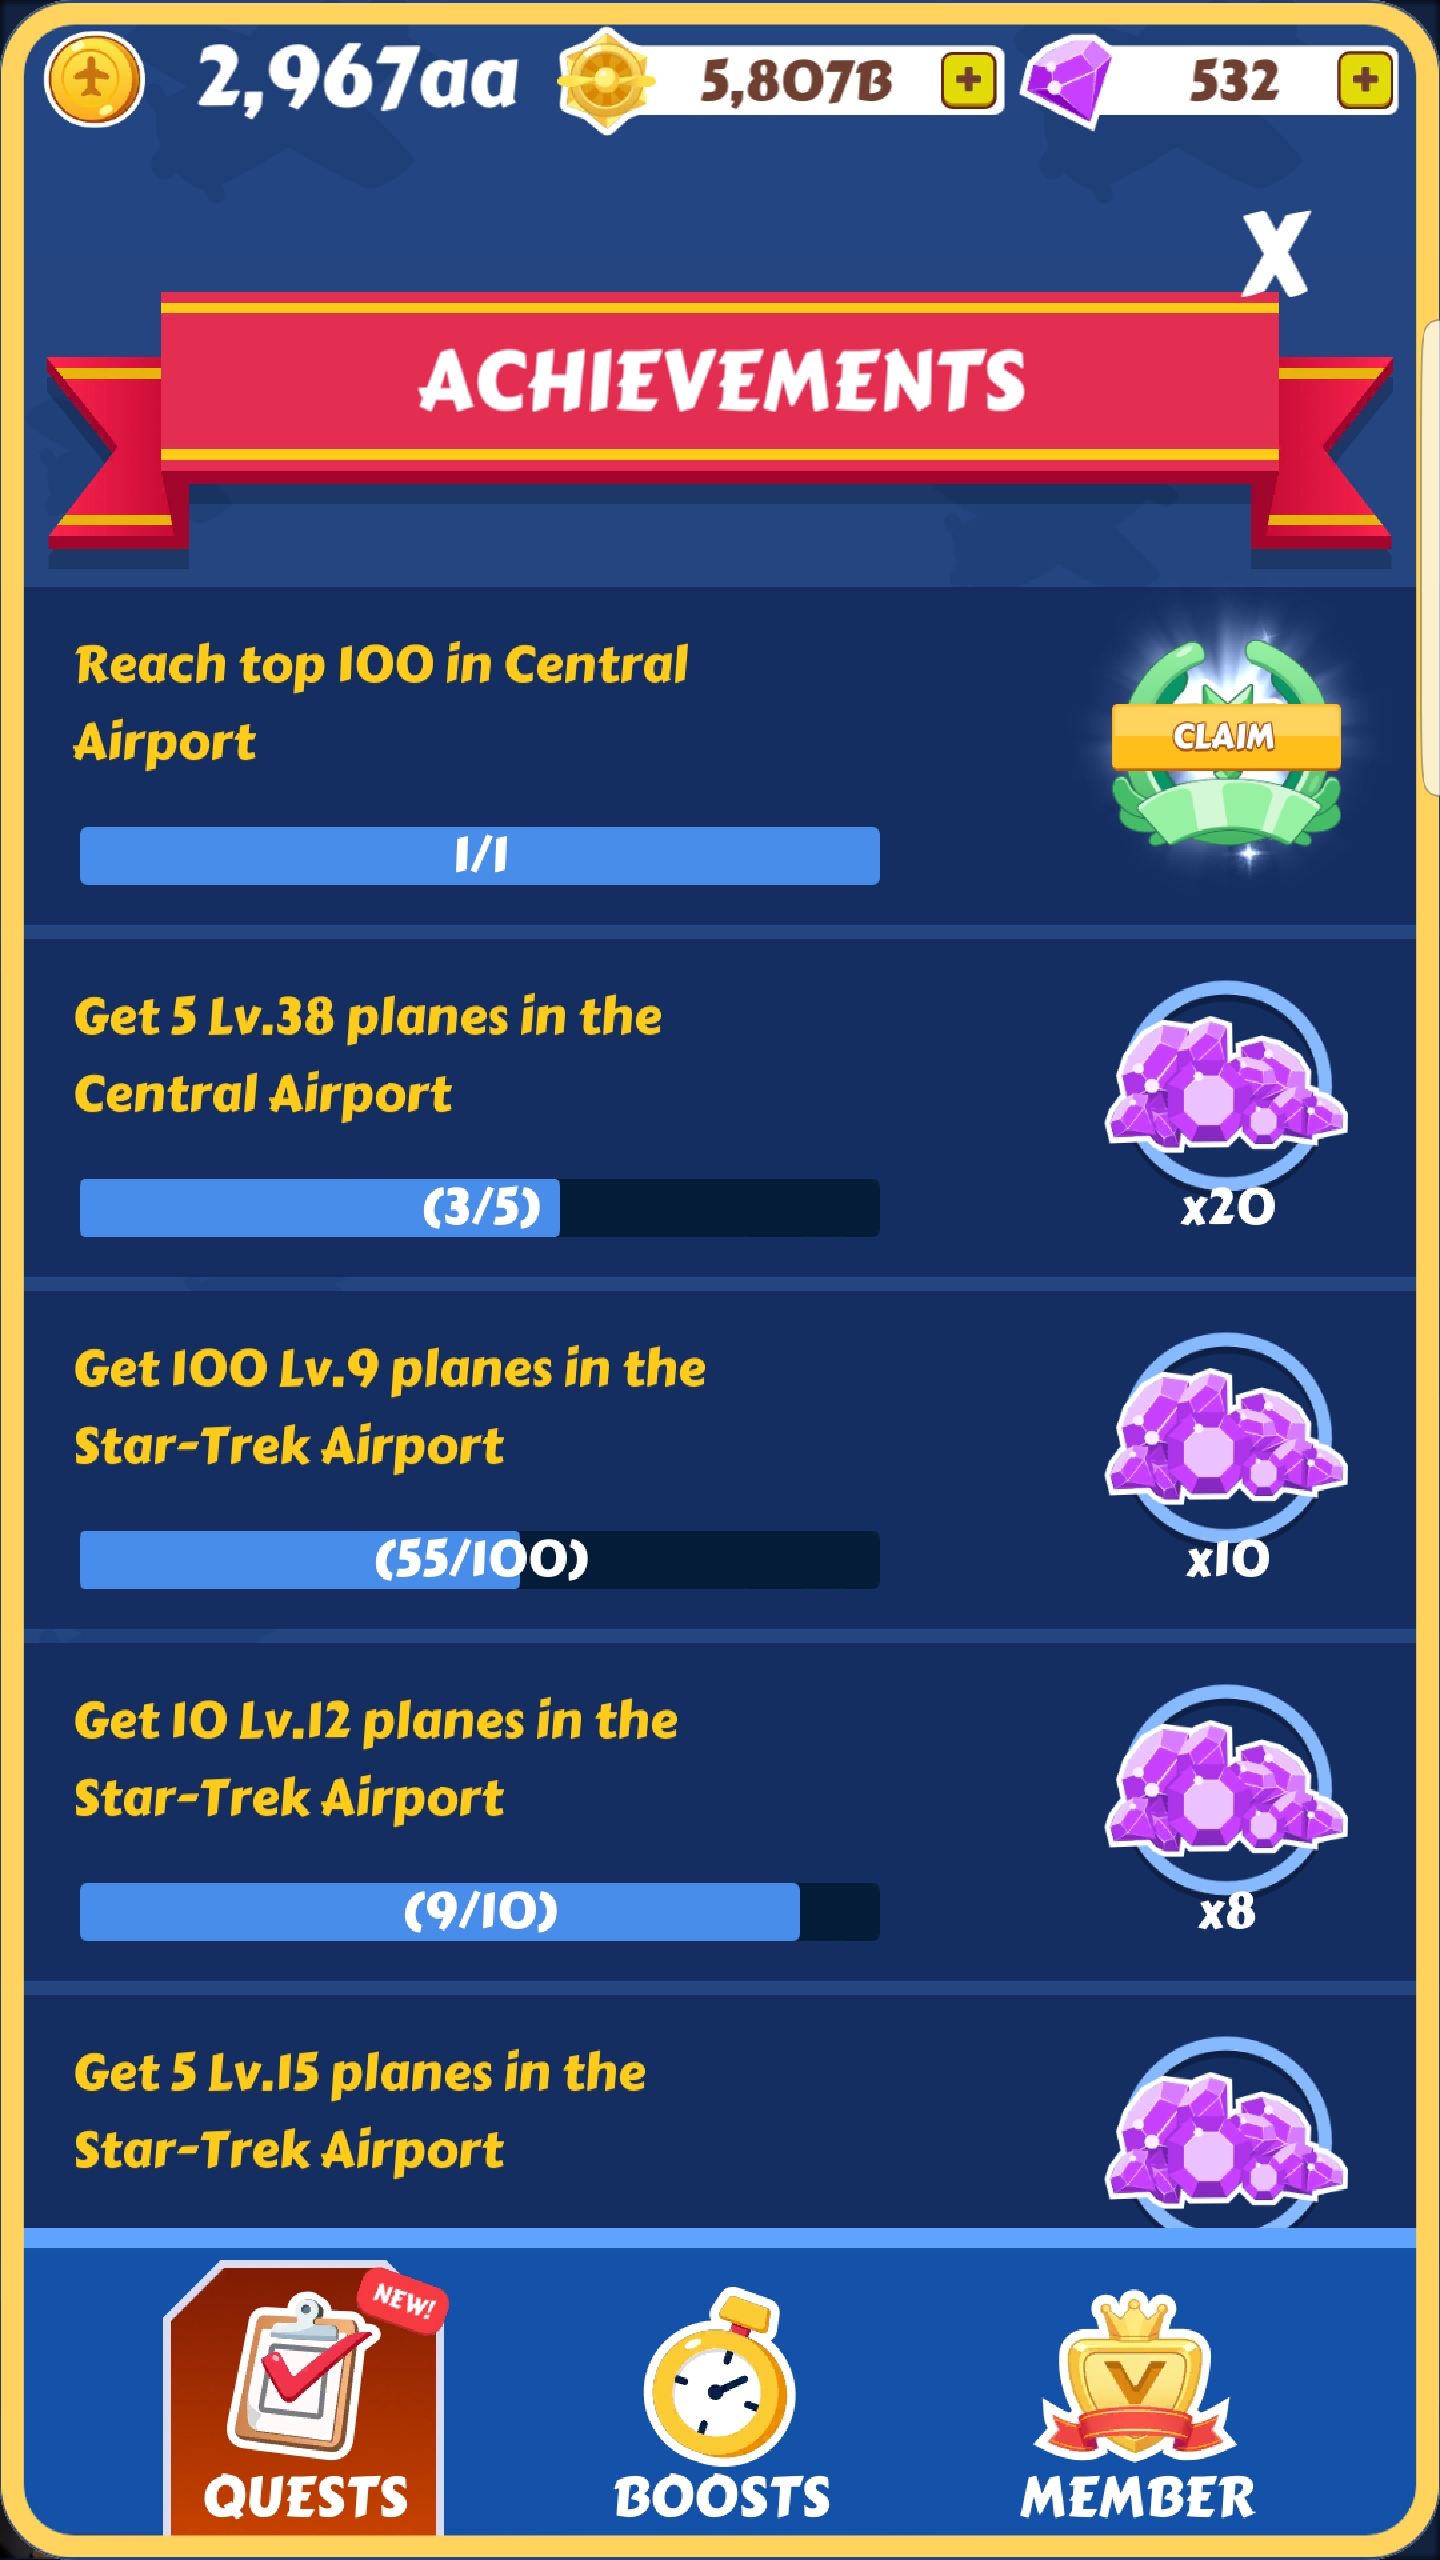 2,967aa 5,807B + 532 +
X
ACHIEVEMENTS
Reach top 100 in Central
Airport
CLAIM
1/1
Get 5 Lv.38 planes in the
Central Airport
(3/5)
x20
Get 100 Lv.9 planes in the
Star-Trek Airport
(55/100)
x10
Get 10 Lv.12 planes in the
Star-Trek Airport
(9/10)
x8
Get 5 Lv.15 planes in the
Star-Trek Airport
NEW!
V
QUESTS BOOSTS MEMBER